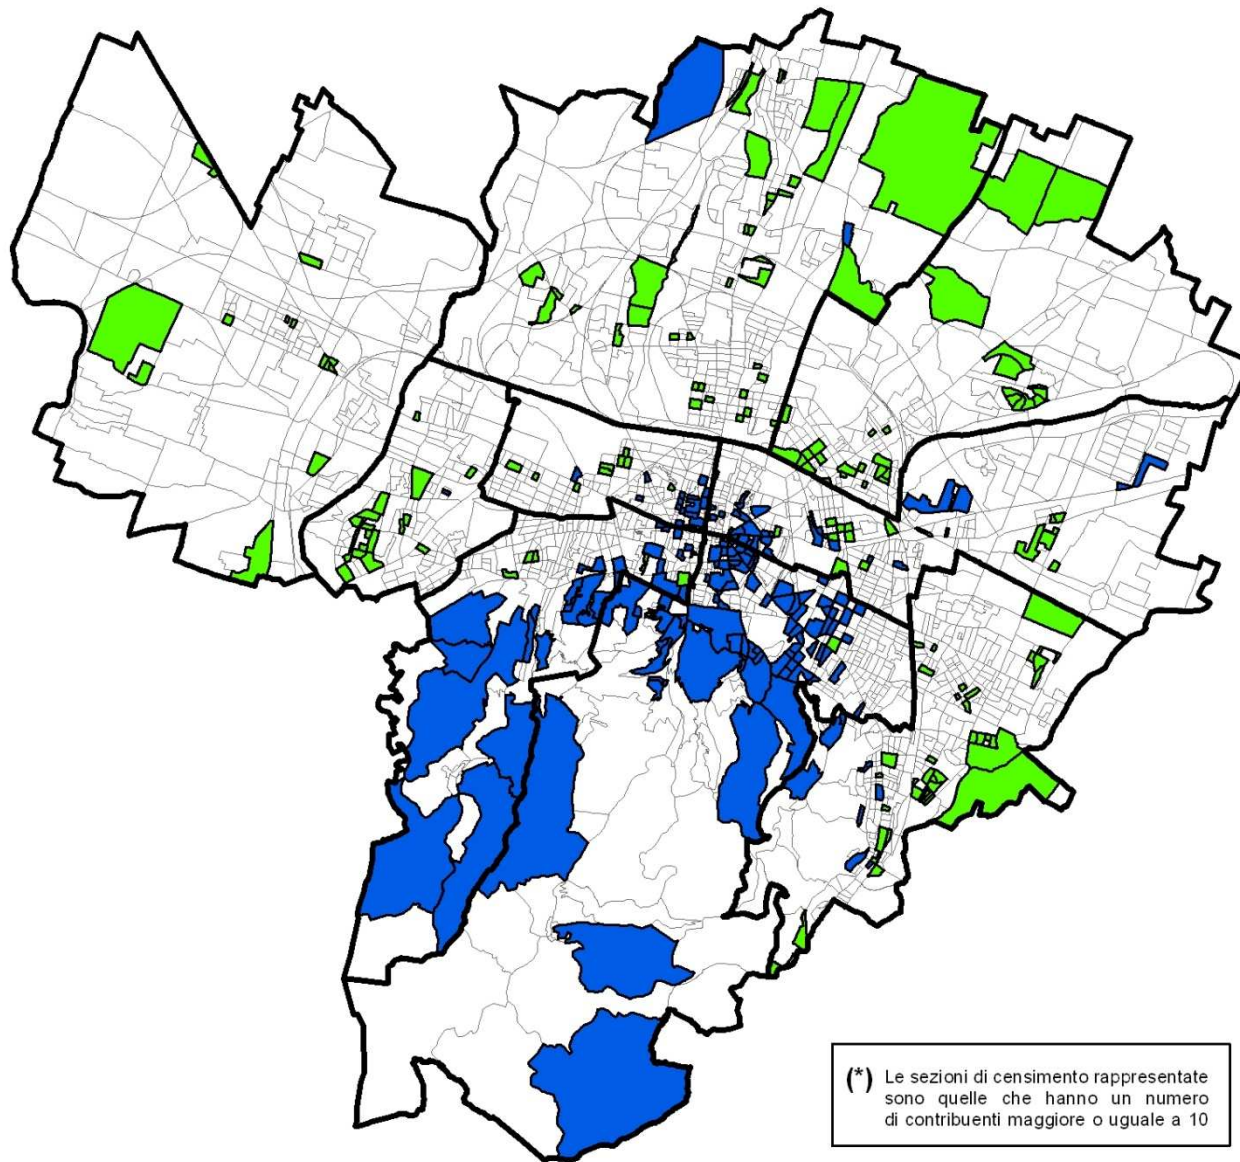 (*) Le sezioni di censimento rappresentate
sono quelle che hanno un numero
di contribuenti maggiore o uguale a 10